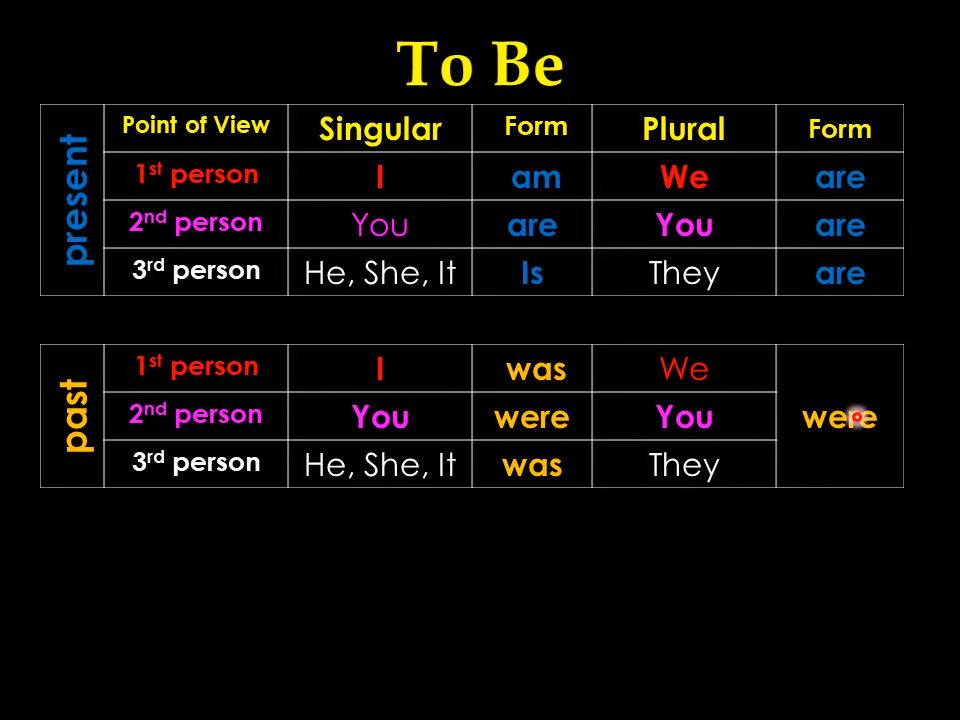 To Be
present
Point of View Singular Form Plural Form
1st person I am We are
2nd person You are You are
3rd person He, She, It Is They are
past
1st person I was We
2nd person You were You were
3rd person He, She, It was They